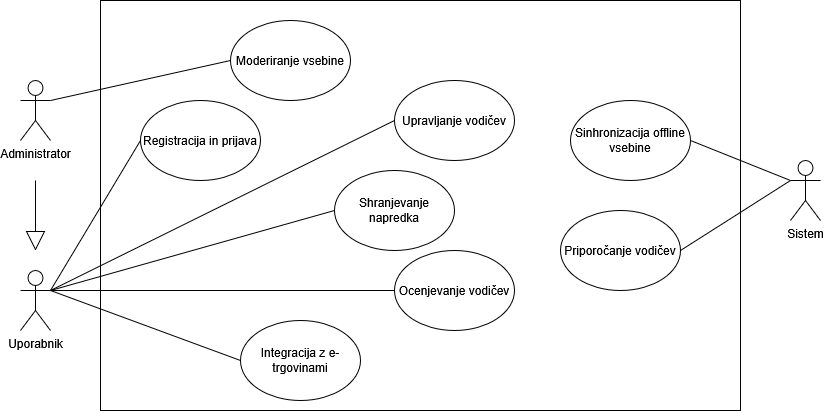 Moderiranje vsebine
Administrator
Registracija in prijava
Upravljanje vodičev
Sinhronizacija offline
vsebine
Shranjevanje
napredka
Sistem
Priporočanje vodičev
Uporabnik
Ocenjevanje vodičev
Integracija z e-
trgovinami